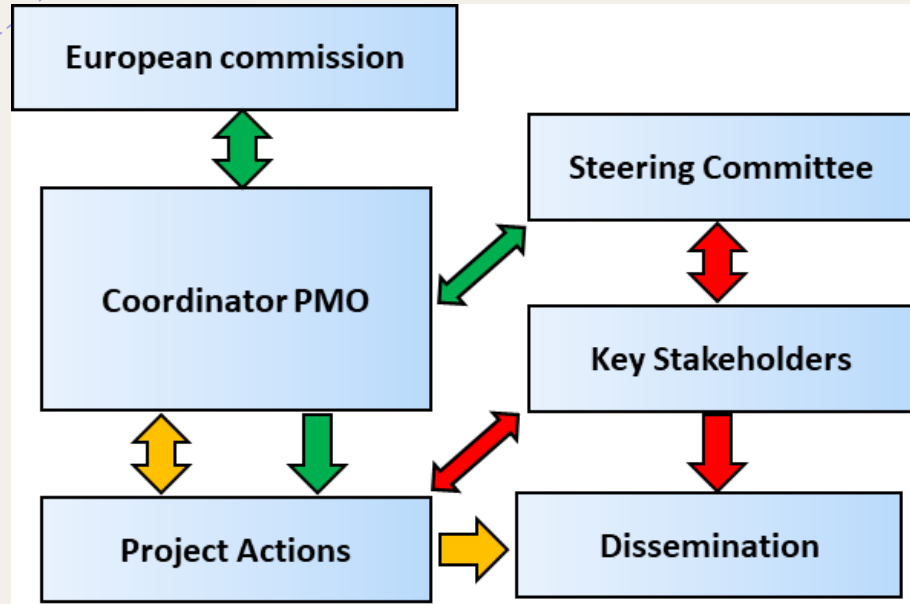 European commission
Steering Committee
Coordinator PMO
Key Stakeholders
Project Actions
Dissemination